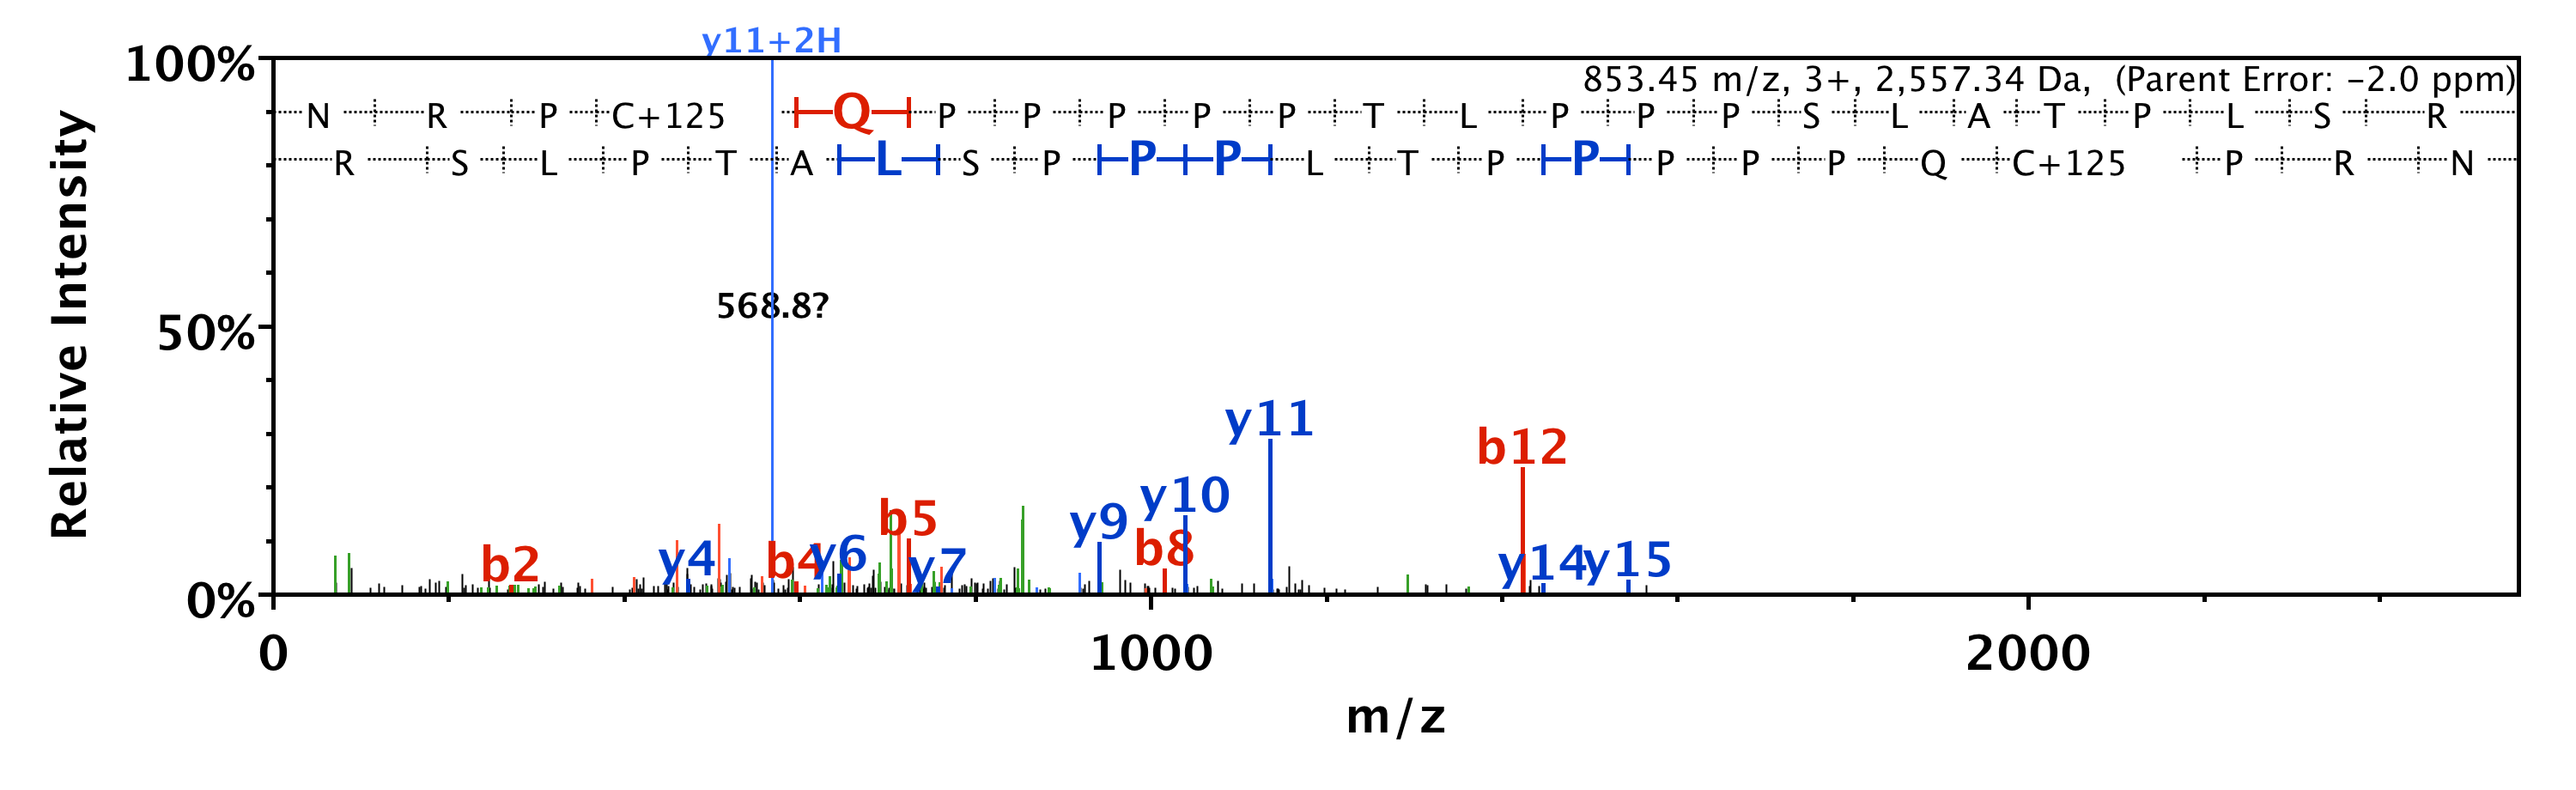 y11+2H
100%
853.45 m/z, 3+, 2,557.34 Da, (Parent Error: -2.0 ppm)
N R P C+125 Q P P P P P T L P P P S L A T P L S R
R S L P T A L S P P P L T P P P P P Q C+125 P R N
Relative Intensity
568.8?
50%
y11
b12
y10
b5
y9
b8
b2 y4 b4 y6 y7 y14 y15
0%
0 1000 2000
m/z